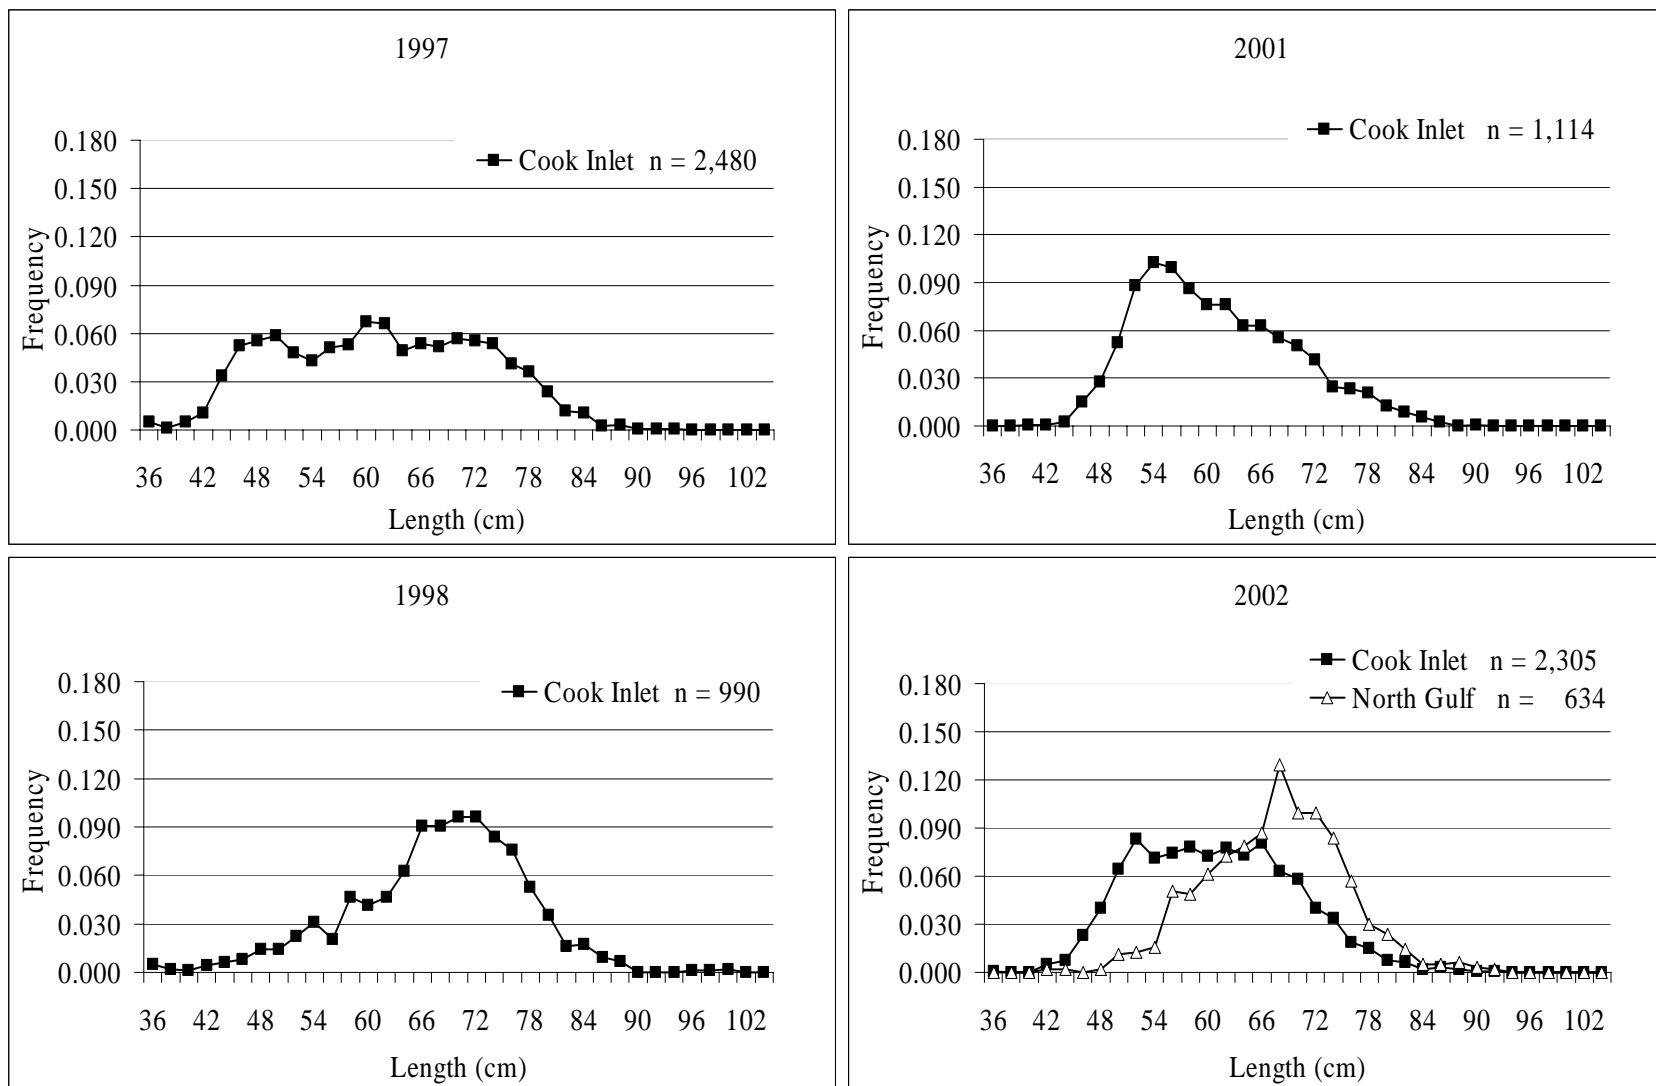 1997
0.180
Cook Inlet n = 2,480
0.150
0.120
0.090
0.060
0.030
0.000
Frequency
36 42 48 54 60 66 72 78 84 90 96 102
Length (cm)
2001
0.180
Cook Inlet n = 1,114
0.150
0.120
0.090
0.060
0.030
0.000
Frequency
36 42 48 54 60 66 72 78 84 90 96 102
Length (cm)
1998
0.180
Cook Inlet n = 990
0.150
0.120
0.090
0.060
0.030
0.000
Frequency
36 42 48 54 60 66 72 78 84 90 96 102
Length (cm)
2002
Cook Inlet n = 2,305
North Gulf n = 634
0.180
0.150
0.120
0.090
0.060
0.030
0.000
Frequency
36 42 48 54 60 66 72 78 84 90 96 102
Length (cm)